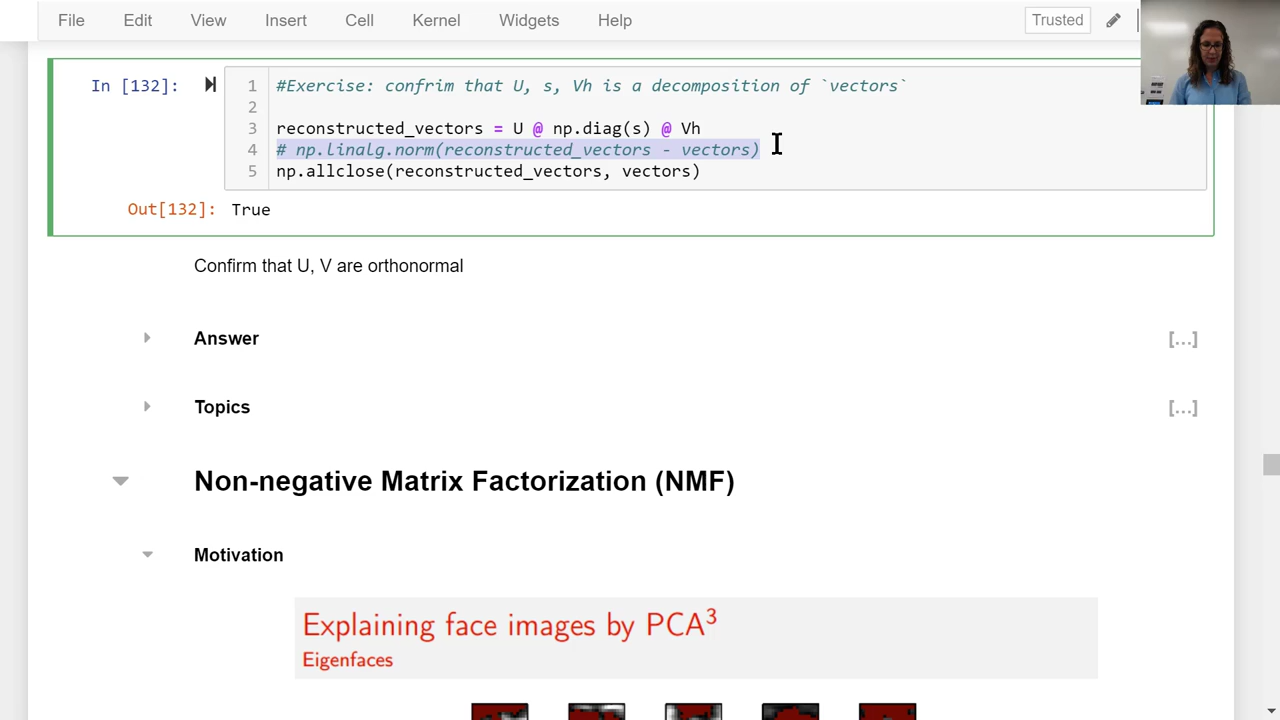 File Edit View Insert Cell Kernel Widgets Help Trusted
In [132]:
1 #Exercise: confrim that U, s, Vh is a decomposition of `vectors`
2
3 reconstructed_vectors = U @ np.diag(s) @ Vh
4 # np.linalg.norm(reconstructed_vectors - vectors)
5 np.allclose(reconstructed_vectors, vectors)
Out[132]: True
Confirm that U, V are orthonormal
Answer [...]
Topics [...]
Non-negative Matrix Factorization (NMF)
Motivation
Explaining face images by PCA³
Eigenfaces